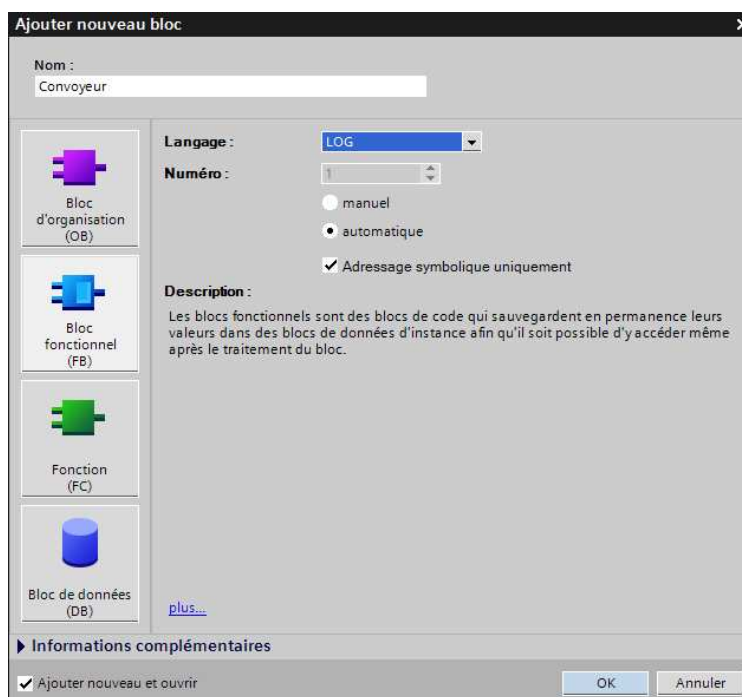 Ajouter nouveau bloc
Nom :
Convoyeur
Bloc
d'organisation
(OB)
Bloc
fonctionnel
(FB)
Fonction
(FC)
Bloc de données
(DB)
Langage :
LOG
Numéro :
1
manuel
automatique
Adressage symbolique uniquement
Description :
Les blocs fonctionnels sont des blocs de code qui sauvegardent en permanence leurs
valeurs dans des blocs de données d'instance afin qu'il soit possible d'y accéder même
après le traitement du bloc.
plus...
Informations complémentaires
Ajouter nouveau et ouvrir
OK
Annuler